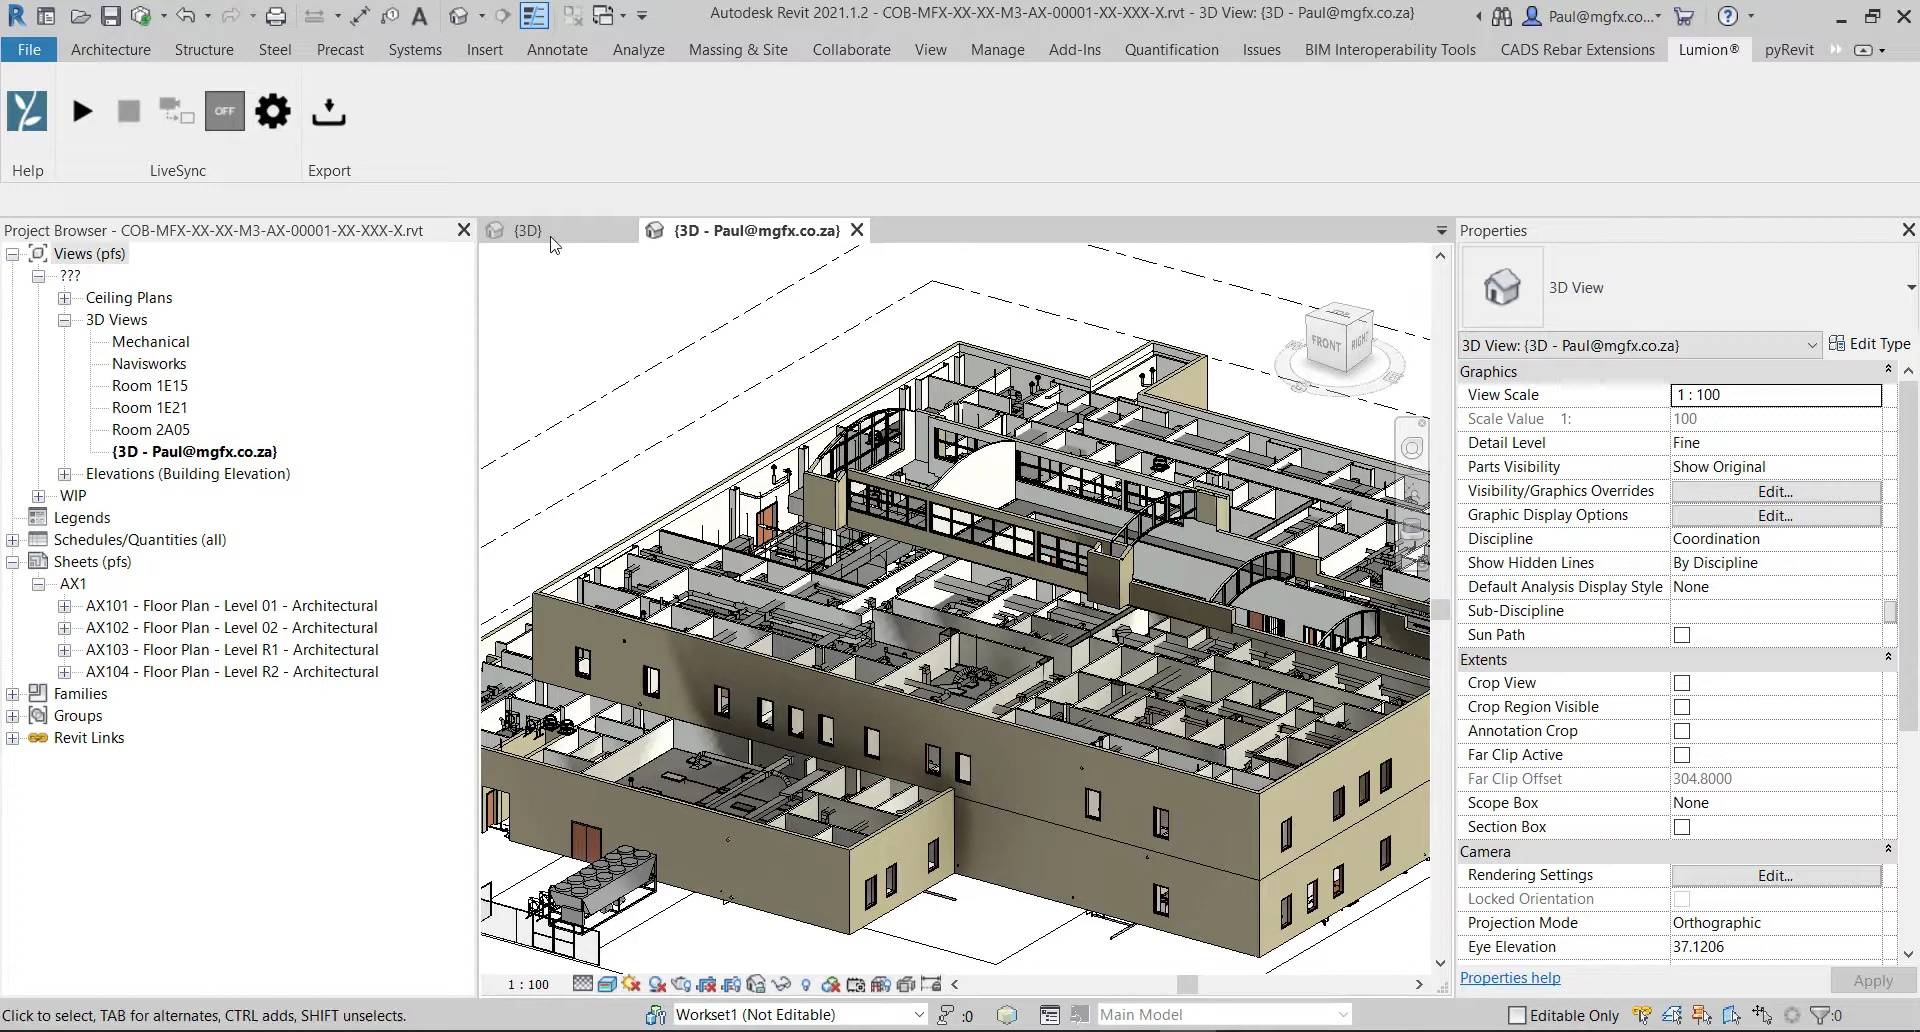 Autodesk Revit 2021.1.2 - COB-MFX-XX-XX-M3-AX-00001-XX-XXX-X.rvt - 3D View: {3D - Paul@mgfx.co.za}
Paul@mgfx.co...
File Architecture Structure Steel Precast Systems Insert Annotate Analyze Massing & Site Collaborate View Manage Add-Ins Quantification Issues BIM Interoperability Tools CADS Rebar Extensions Lumion® pyRevit
OFF
Help LiveSync Export
Project Browser - COB-MFX-XX-XX-M3-AX-00001-XX-XXX-X.rvt
Views (pfs)
???
Ceiling Plans
3D Views
Mechanical
Navisworks
Room 1E15
Room 1E21
Room 2A05
{3D - Paul@mgfx.co.za}
Elevations (Building Elevation)
WIP
Legends
Schedules/Quantities (all)
Sheets (pfs)
AX1
AX101 - Floor Plan - Level 01 - Architectural
AX102 - Floor Plan - Level 02 - Architectural
AX103 - Floor Plan - Level R1 - Architectural
AX104 - Floor Plan - Level R2 - Architectural
Families
Groups
Revit Links
{3D} {3D - Paul@mgfx.co.za}
FRONT RIGHT
1 : 100
Properties
3D View
3D View: {3D - Paul@mgfx.co.za} Edit Type
Graphics
View Scale 1 : 100
Scale Value 1: 100
Detail Level Fine
Parts Visibility Show Original
Visibility/Graphics Overrides Edit...
Graphic Display Options Edit...
Discipline Coordination
Show Hidden Lines By Discipline
Default Analysis Display Style None
Sub-Discipline
Sun Path
Extents
Crop View
Crop Region Visible
Annotation Crop
Far Clip Active
Far Clip Offset 304.8000
Scope Box None
Section Box
Camera
Rendering Settings Edit...
Locked Orientation
Projection Mode Orthographic
Eye Elevation 37.1206
Properties help Apply
Click to select, TAB for alternates, CTRL adds, SHIFT unselects. Workset1 (Not Editable) :0 Main Model Editable Only :0